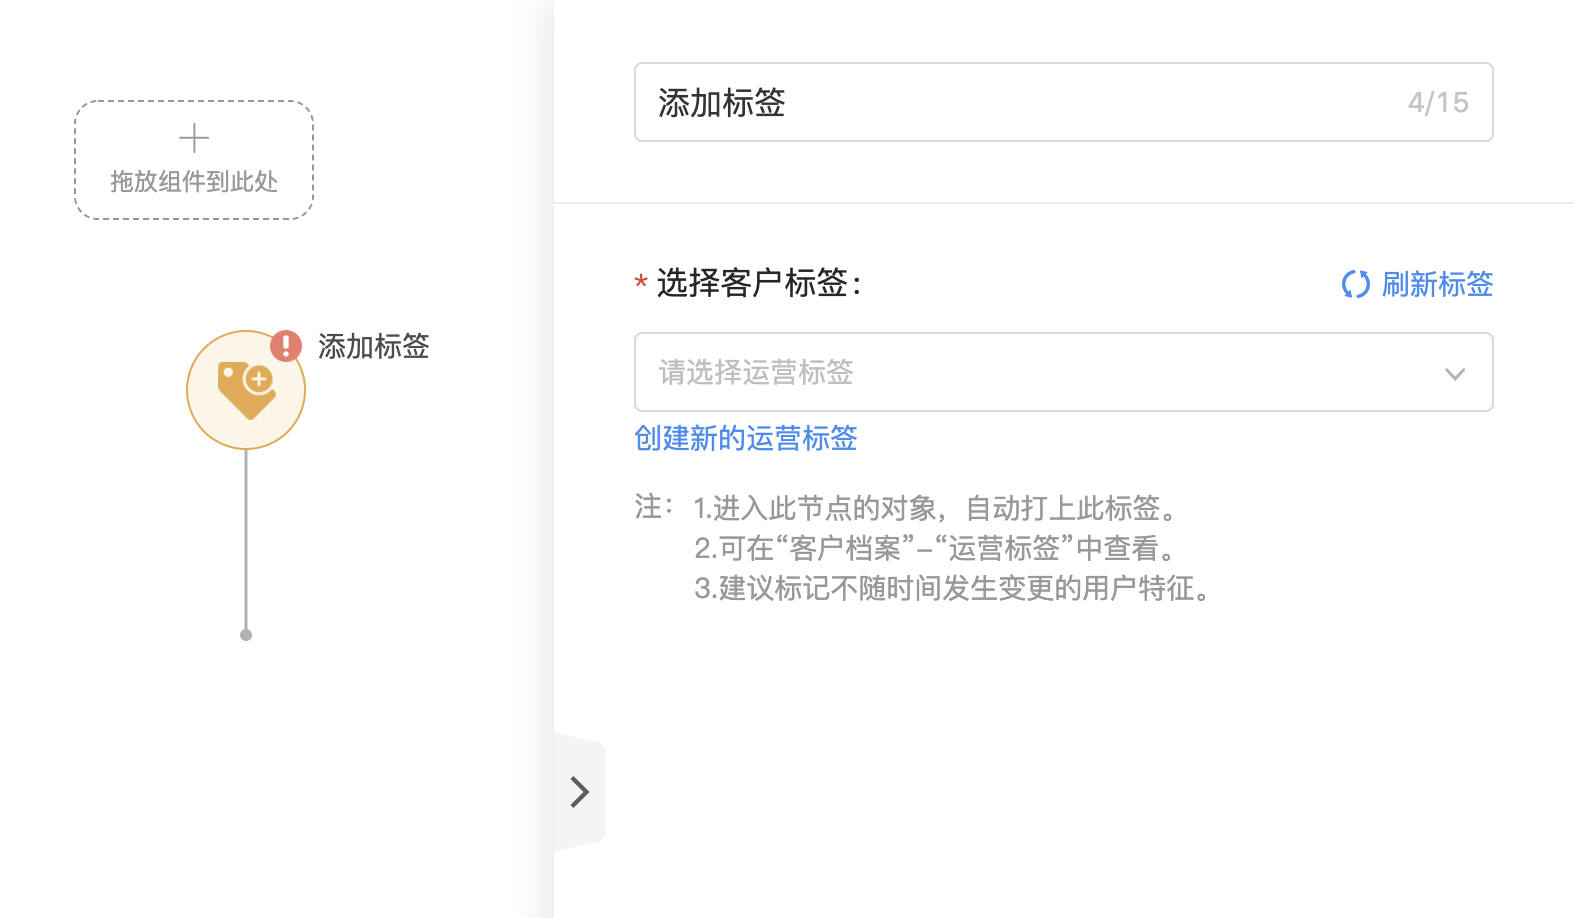 拖放组件到此处
添加标签
添加标签
4/15
* 选择客户标签：
刷新标签
请选择运营标签
创建新的运营标签
注： 1.进入此节点的对象，自动打上此标签。
2.可在“客户档案”-“运营标签”中查看。
3.建议标记不随时间发生变更的用户特征。